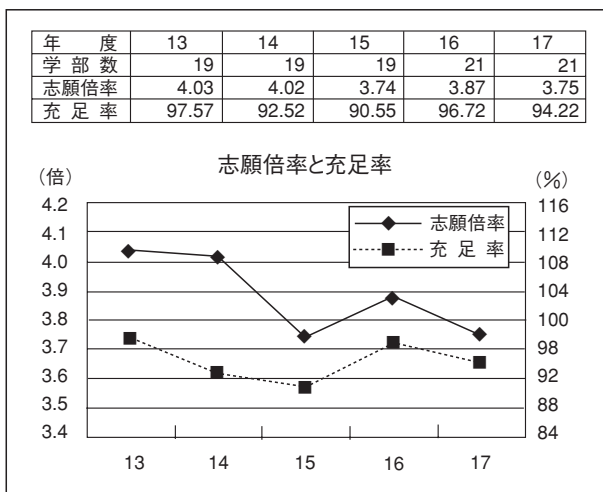 年 度 13 14 15 16 17
学 部 数 19 19 19 21 21
志願倍率 4.03 4.02 3.74 3.87 3.75
充 足 率 97.57 92.52 90.55 96.72 94.22
志願倍率と充足率
(倍) (%)
4.2 116
4.1 112
4.0 108
3.9 104
3.8 100
3.7 98
3.6 92
3.5 88
3.4 84
志願倍率
充 足 率
13 14 15 16 17